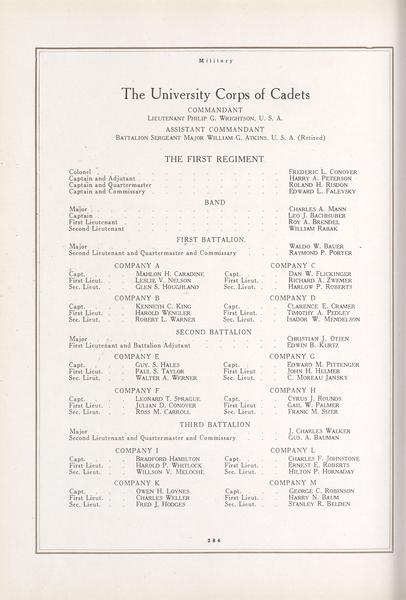 Military
The University Corps of Cadets
COMMANDANT
LIEUTENANT PHILIP G. WRIGHTSON, U. S. A.
ASSISTANT COMMANDANT
BATTALION SERGEANT MAJOR WILLIAM G. ATKINS, U. S. A. (Retired)
THE FIRST REGIMENT
Colonel . . . FREDERIC L. CONOVER
Captain and Adjutant . . . HARRY A. PETERSON
Captain and Quartermaster . . . ROLAND H. RISDON
Captain and Commissary . . . EDWARD L. FALEVSKY
BAND
Major . . . CHARLES A. MANN
Captain . . . LEO J. BACHHUBER
First Lieutenant . . . ROY A. BRENDEL
Second Lieutenant . . . WILLIAM RABAK
FIRST BATTALION.
Major . . . WALDO W. BAUER
Second Lieutenant and Quartermaster and Commissary . . . RAYMOND P. PORTER
COMPANY A
Capt. . . . MAHLON H. CARADINE
First Lieut. . . . LESLIE V. NELSON
Sec. Lieut. . . . GLEN S. HOUGHLAND
COMPANY C
Capt. . . . DAN W. FLICKINGER
First Lieut. . . . RICHARD A. ZWEMER
Sec. Lieut. . . . HARLOW P. ROBERTS
COMPANY B
Capt. . . . KENNETH C. KING
First Lieut. . . . HAROLD WENGLER
Sec. Lieut. . . . ROBERT L. WARNER
COMPANY D
Capt. . . . CLARENCE E. CRAMER
First Lieut. . . . TIMOTHY A. PEDLEY
Sec. Lieut. . . . ISADOR W. MENDELSON
SECOND BATTALION
Major . . . CHRISTIAN J. OTJEN
First Lieutenant and Battalion Adjutant . . . EDWIN B. KURTZ
COMPANY E
Capt. . . . GUY. S. HALES
First Lieut. . . . PAUL S. TAYLOR
Sec. Lieut. . . . WALTER A. WERNER
COMPANY G
Capt. . . . EDWARD M. PITTENGER
First Lieut . . . JOHN H. HELMER
Sec. Lieut. . . . C. MOREAU JANSKY
COMPANY F
Capt. . . . LEONARD T. SPRAGUE
First Lieut. . . . JULIAN D. CONOVER
Sec. Lieut. . . . ROSS M. CARROLL
COMPANY H
Capt. . . . CYRUS J. ROUNDS
First Lieut. . . . GAIL W. PALMER
Sec. Lieut. . . . FRANK M. SIZER
THIRD BATTALION
Major . . . J. CHARLES WALKER
Second Lieutenant and Quartermaster and Commissary . . . GUS. A. BAUMAN
COMPANY I
Capt. . . . BRADFORD HAMILTON
First Lieut. . . . HAROLD P. WHITLOCK
Sec. Lieut. . . . WILLSON V. MELOCHE
COMPANY L
Capt. . . . CHARLES F. JOHNSTONE
First Lieut. . . . ERNEST E. ROBERTS
Sec. Lieut. . . . HILTON P. HORNADAY
COMPANY K
Capt. . . . OWEN H. LOYNES
First Lieut. . . . CHARLES WELLER
Sec. Lieut. . . . FRED J. HODGES
COMPANY M
Capt. . . . GEORGE C. ROBINSON
First Lieut. . . . HARRY N. BAUM
Sec. Lieut. . . . STANLEY R. BELDEN
384